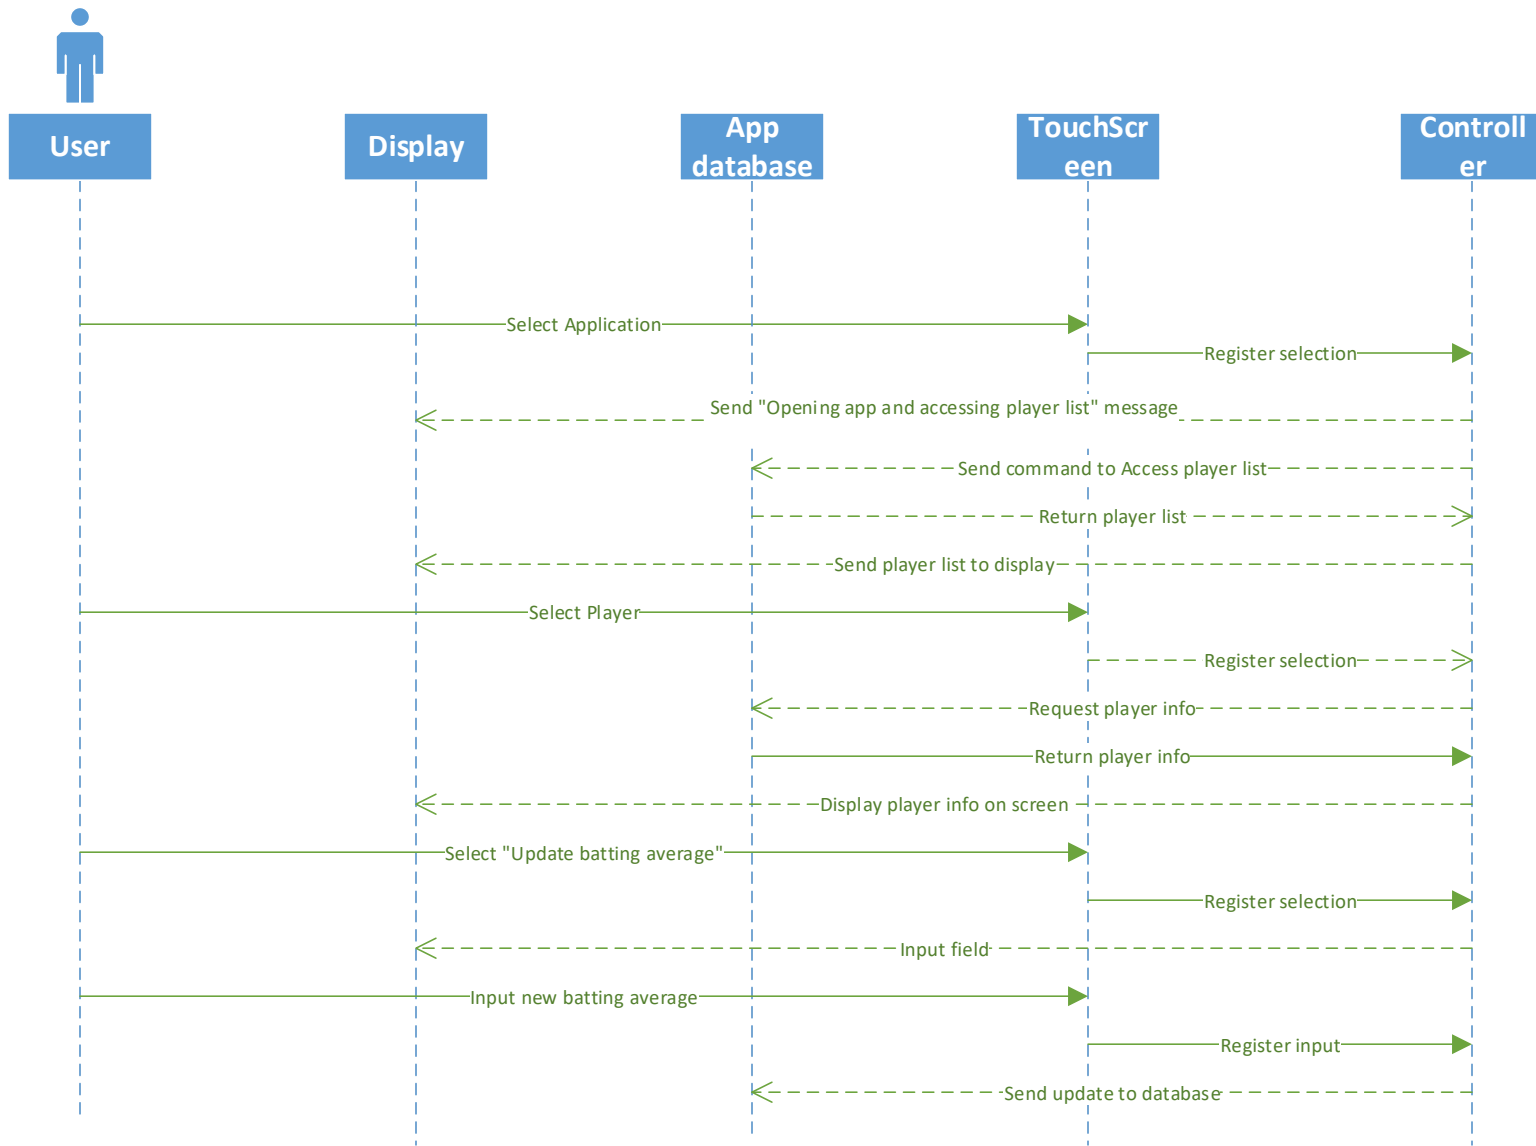 User
Display
App
database
TouchScr
een
Controll
er
Select Application
Register selection
Send "Opening app and accessing player list" message
Send command to Access player list
Return player list
Send player list to display
Select Player
Register selection
Request player info
Return player info
Display player info on screen
Select "Update batting average"
Register selection
Input field
Input new batting average
Register input
Send update to database